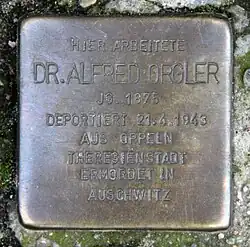 HIER ARBEITETE
DR. ALFRED ORGLER
JG. 1875
DEPORTIERT 21.4.1943
AUS OPPELN
THERESIENSTADT
ERMORDET IN
AUSCHWITZ